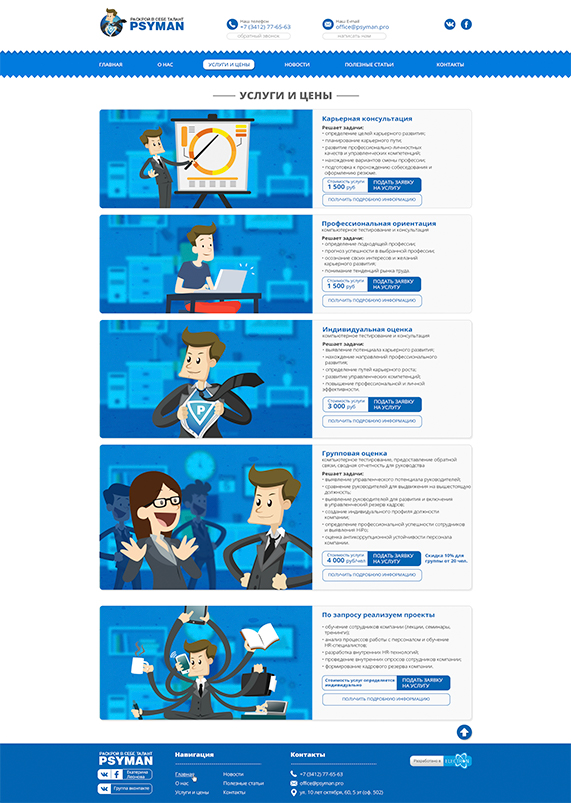 РАСКРОЙ В СЕБЕ ТАЛАНТ
PSYMAN
Наш телефон
+7 (3412) 77-65-63
обратный звонок
Наш E-mail
office@psyman.pro
написать нам
ГЛАВНАЯ
О НАС
УСЛУГИ И ЦЕНЫ
НОВОСТИ
ПОЛЕЗНЫЕ СТАТЬИ
КОНТАКТЫ
УСЛУГИ И ЦЕНЫ
Карьерная консультация
Решает задачи:
• определение целей карьерного развития;
• планирование карьерного пути;
• развитие профессионально-личностных
качеств и управленческих компетенций;
• нахождение вариантов смены профессии;
• подготовка к прохождению собеседования и
оформлению резюме.
Стоимость услуги
1 500 руб
ПОДАТЬ ЗАЯВКУ
НА УСЛУГУ
ПОЛУЧИТЬ ПОДРОБНУЮ ИНФОРМАЦИЮ
Профессиональная ориентация
компьютерное тестирование и консультация
Решает задачи:
• определение подходящей профессии;
• прогноз успешности в выбранной профессии;
• осознание своих интересов и желаний
карьерного развития;
• понимание тенденций рынка труда.
Стоимость услуги
1 500 руб
ПОДАТЬ ЗАЯВКУ
НА УСЛУГУ
ПОЛУЧИТЬ ПОДРОБНУЮ ИНФОРМАЦИЮ
P
Индивидуальная оценка
компьютерное тестирование и консультация
Решает задачи:
• выявление потенциала карьерного развития;
• нахождение направлений профессионального
развития;
• определение путей карьерного роста;
• развитие управленческих компетенций;
• повышение профессиональной и личной
эффективности.
Стоимость услуги
3 000 руб
ПОДАТЬ ЗАЯВКУ
НА УСЛУГУ
ПОЛУЧИТЬ ПОДРОБНУЮ ИНФОРМАЦИЮ
Групповая оценка
компьютерное тестирование, предоставление обратной
связи, сводная отчетность для руководства
Решает задачи:
• выявление управленческого потенциала руководителей;
• сравнение руководителей для выдвижения на вышестоящую
должность;
• выявление руководителей для развития и включения
в управленческий резерв кадров;
• создание индивидуального профиля должности
компании;
• определение профессиональной успешности сотрудников
и выявления HiPo;
• оценка антикоррупционной устойчивости персонала
компании.
Стоимость услуги
4 000 руб/чел
ПОДАТЬ ЗАЯВКУ
НА УСЛУГУ
Скидка 10% для
группы от 20 чел.
ПОЛУЧИТЬ ПОДРОБНУЮ ИНФОРМАЦИЮ
По запросу реализуем проекты
• обучение сотрудников компании (лекции, семинары,
тренинги);
• анализ процессов работы с персоналом и обучение
HR-специалистов;
• разработка внутренних HR-технологий;
• проведение внутренних опросов сотрудников компании;
• формирование кадрового резерва компании.
Стоимость услуг определяется
индивидуально
ПОДАТЬ ЗАЯВКУ
НА УСЛУГУ
ПОЛУЧИТЬ ПОДРОБНУЮ ИНФОРМАЦИЮ
РАСКРОЙ В СЕБЕ ТАЛАНТ
PSYMAN
Екатерина
Леонова
Группа вконтакте
Навигация
Главная
О нас
Услуги и цены
Новости
Полезные статьи
Контакты
Контакты
+7 (3412) 77-65-63
office@psyman.pro
ул. 10 лет октября, 60, 5 эт (оф. 502)
Разработано в